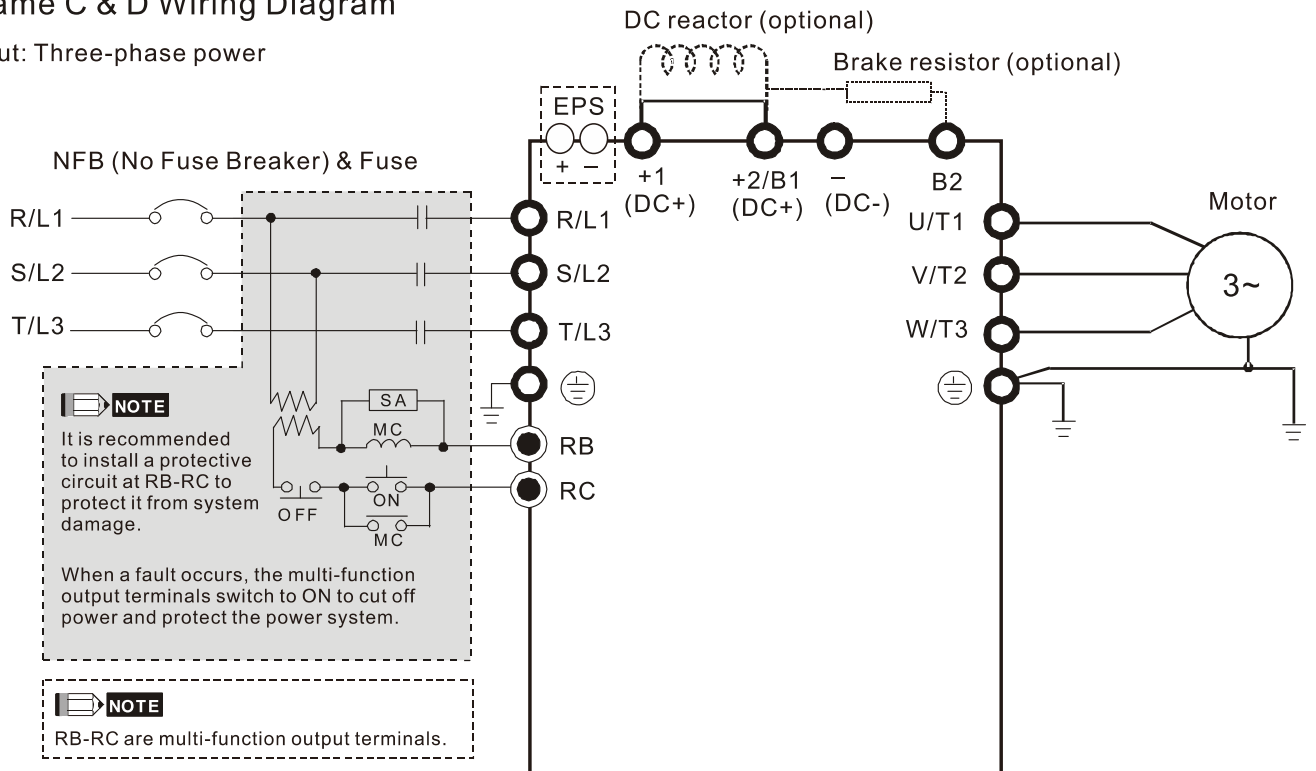 ame C & D Wiring Diagram
ut: Three-phase power
DC reactor (optional)
Brake resistor (optional)
EPS
+ –
+1
(DC+)
+2/B1
(DC+)
–
(DC-)
B2
NFB (No Fuse Breaker) & Fuse
R/L1
S/L2
T/L3
R/L1
S/L2
T/L3
RB
RC
U/T1
V/T2
W/T3
Motor
3~
SA
MC
OFF
ON
MC
NOTE
It is recommended
to install a protective
circuit at RB-RC to
protect it from system
damage.
When a fault occurs, the multi-function
output terminals switch to ON to cut off
power and protect the power system.
NOTE
RB-RC are multi-function output terminals.